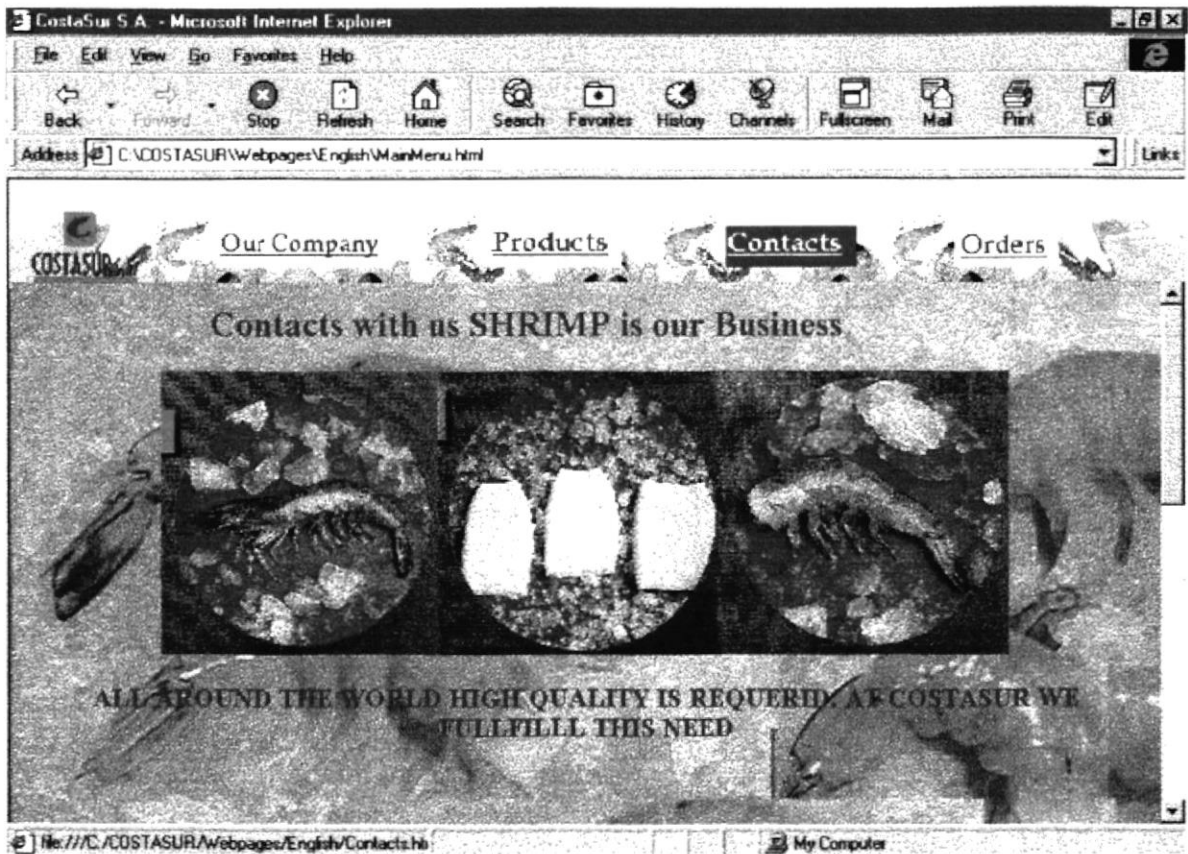 CostaSur S.A. - Microsoft Internet Explorer
File Edit View Go Favorites Help
Back Forward Stop Refresh Home Search Favorites History Channels Fullscreen Mail Print Edit
Address C:\COSTASUR\Webpages\English\MainMenu.html Links
COSTASUR S.A. Our Company Products Contacts Orders
Contacts with us SHRIMP is our Business
ALL AROUND THE WORLD HIGH QUALITY IS REQUERID. AT COSTASUR WE
FULLFILLL THIS NEED
file:///C:/COSTASUR/Webpages/English/Contacts.ht My Computer